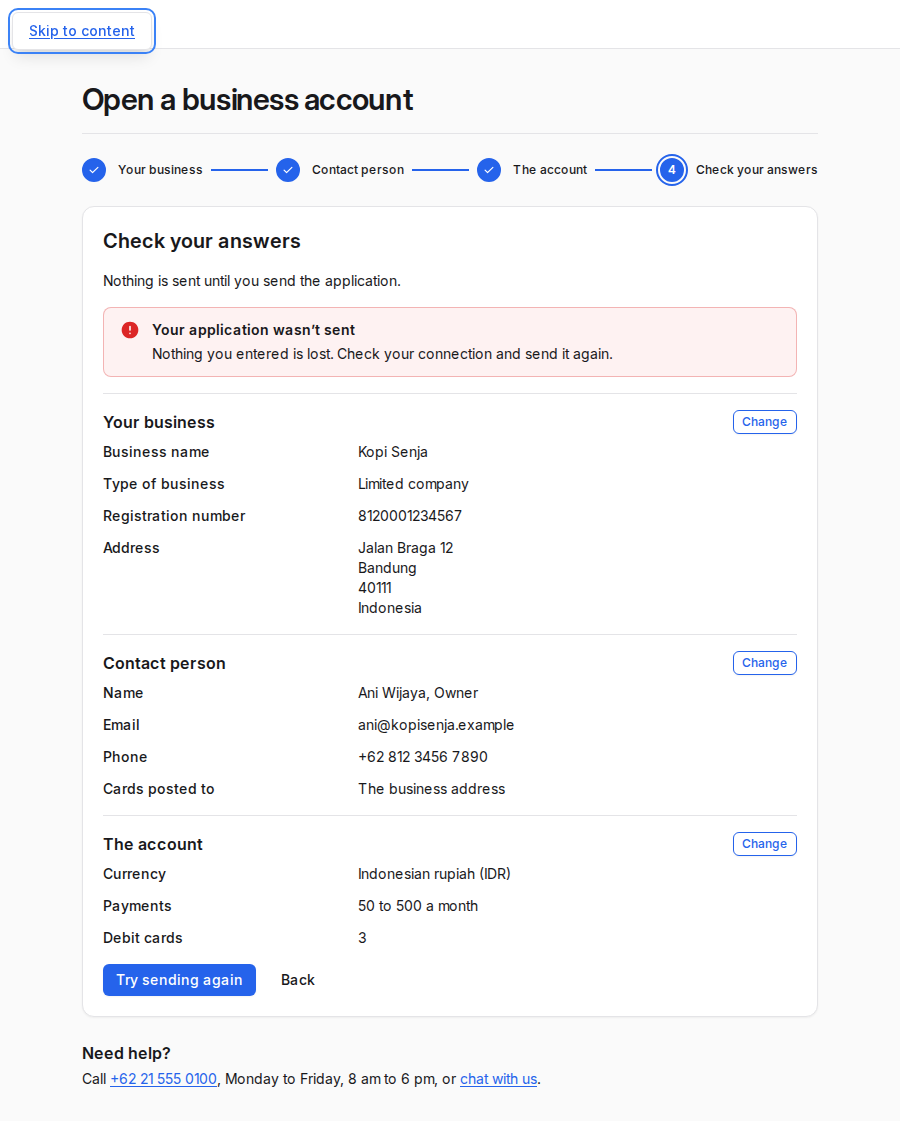 Skip to content
Open a business account
Your business
Contact person
The account
4
Check your answers
Check your answers
Nothing is sent until you send the application.
Your application wasn’t sent
Nothing you entered is lost. Check your connection and send it again.
Your business
Change
Business name
Kopi Senja
Type of business
Limited company
Registration number
8120001234567
Address
Jalan Braga 12
Bandung
40111
Indonesia
Contact person
Change
Name
Ani Wijaya, Owner
Email
ani@kopisenja.example
Phone
+62 812 3456 7890
Cards posted to
The business address
The account
Change
Currency
Indonesian rupiah (IDR)
Payments
50 to 500 a month
Debit cards
3
Try sending again
Back
Need help?
Call +62 21 555 0100, Monday to Friday, 8 am to 6 pm, or chat with us.